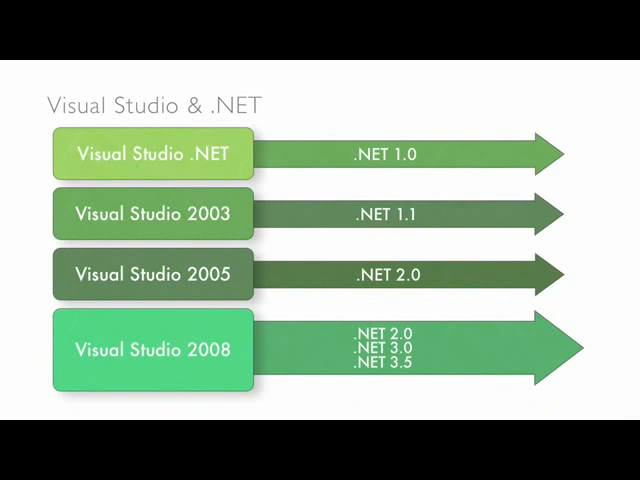 Visual Studio & .NET
Visual Studio .NET
.NET 1.0
Visual Studio 2003
.NET 1.1
Visual Studio 2005
.NET 2.0
Visual Studio 2008
.NET 2.0
.NET 3.0
.NET 3.5